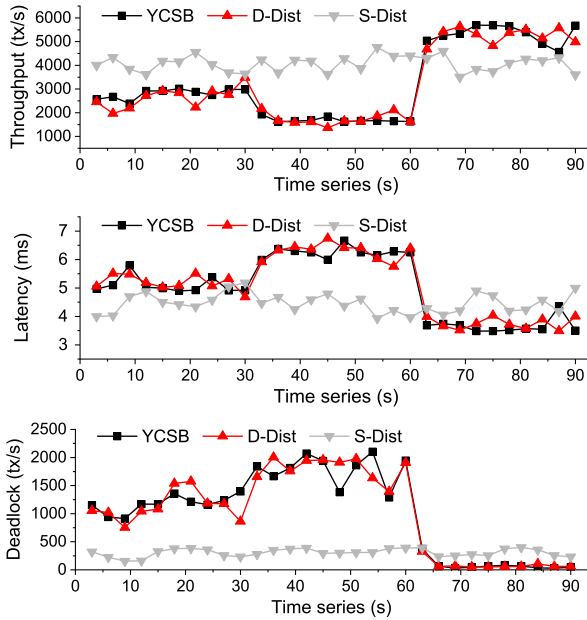 YCSB D-Dist S-Dist
6000
5000
4000
3000
2000
1000
0
Throughput (tx/s)
0 10 20 30 40 50 60 70 80 90
Time series (s)
YCSB D-Dist S-Dist
7
6
5
4
3
Latency (ms)
0 10 20 30 40 50 60 70 80 90
Time series (s)
YCSB D-Dist S-Dist
2500
2000
1500
1000
500
0
Deadlock (tx/s)
0 10 20 30 40 50 60 70 80 90
Time series (s)